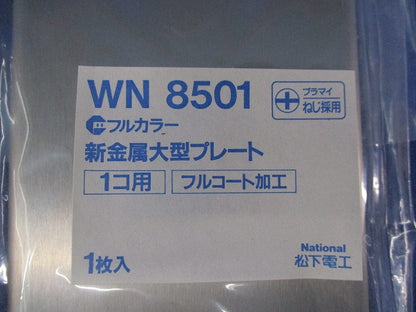 WN 8501
プラマイ
ねじ採用
フルカラー
新金属大型プレート
1コ用 フルコート加工
1枚入
National
松下電工